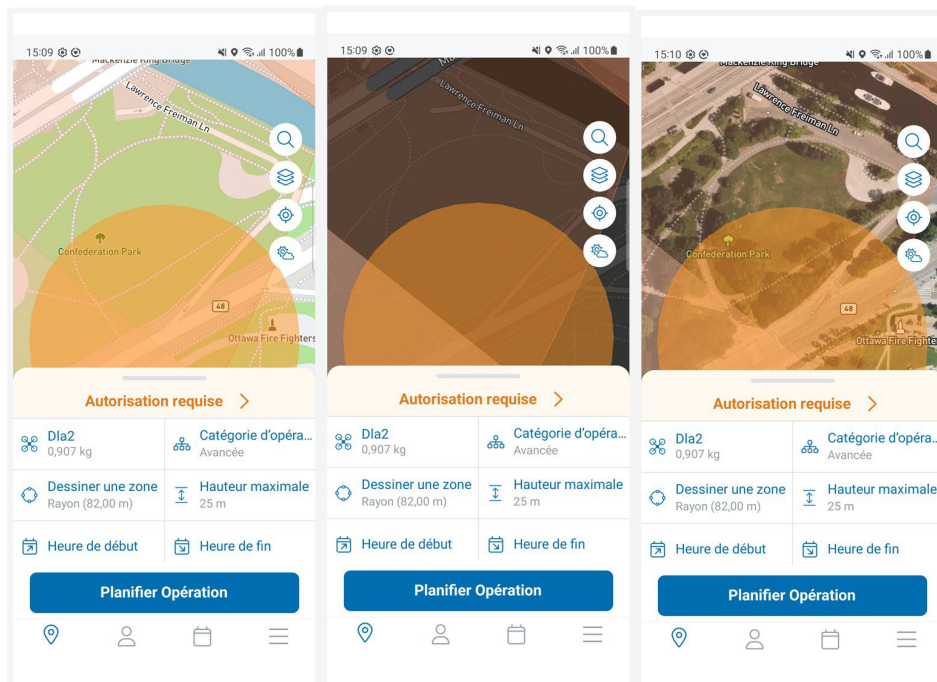 15:09
100%
Mackenzie King Bridge
Lawrence Freiman Ln
Confederation Park
48
Ottawa Fire Fighters
Autorisation requise
Dla2
0,907 kg
Catégorie d'opéra...
Avancée
Dessiner une zone
Rayon (82,00 m)
Hauteur maximale
25 m
Heure de début
Heure de fin
Planifier Opération
15:09
100%
Lawrence Freiman Ln
Autorisation requise
Dla2
0,907 kg
Catégorie d'opéra...
Avancée
Dessiner une zone
Rayon (82,00 m)
Hauteur maximale
25 m
Heure de début
Heure de fin
Planifier Opération
15:10
100%
Mackenzie King Bridge
Lawrence Freiman Ln
Confederation Park
48
Ottawa Fire Fighte
Autorisation requise
Dla2
0,907 kg
Catégorie d'opéra...
Avancée
Dessiner une zone
Rayon (82,00 m)
Hauteur maximale
25 m
Heure de début
Heure de fin
Planifier Opération